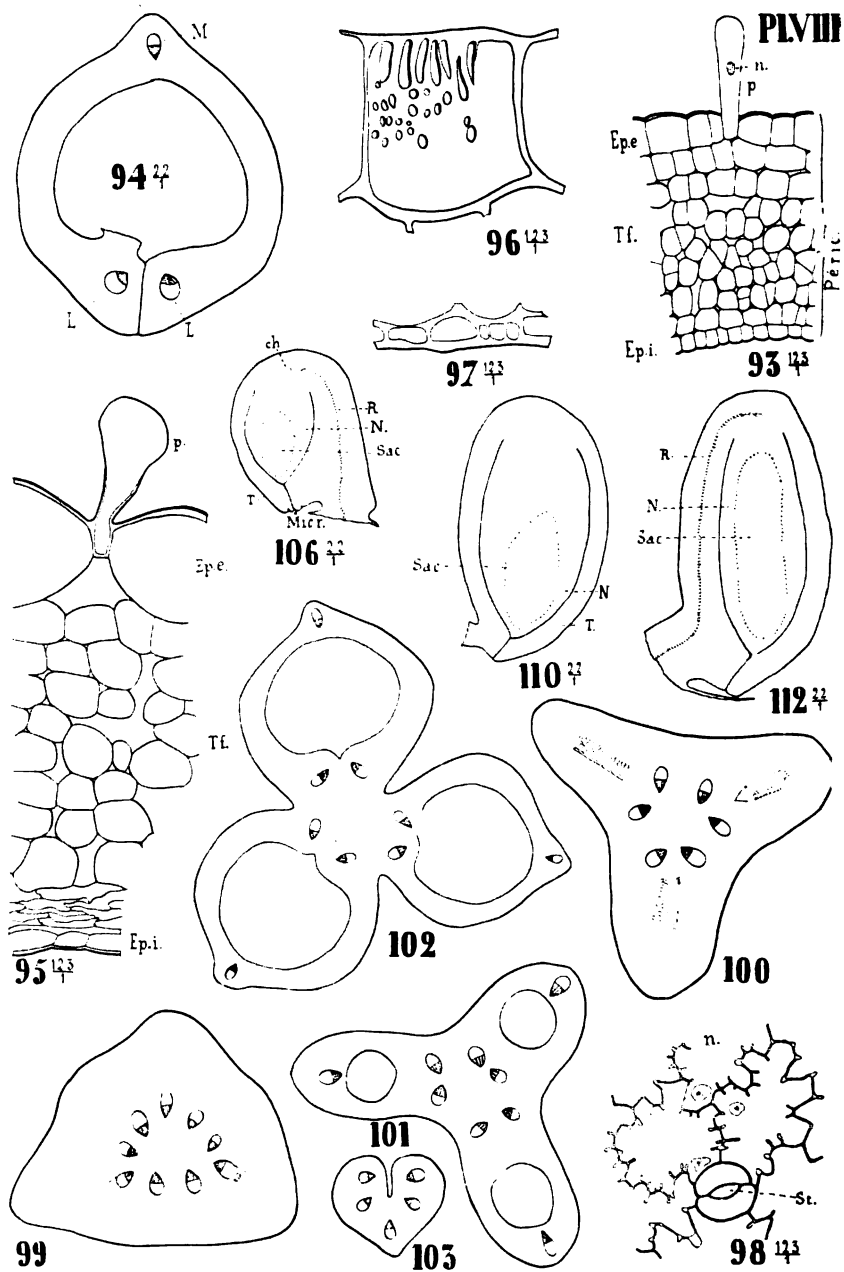 Pl.VIII
M
94 22/1
L
L
96 123/1
n.
p
Ep.e
Tf.
Péric.
Ep.i.
93 123/1
97 123/1
ch
R
N.
Sac
T
Micr.
106 22/1
p.
Ep.e.
Tf.
Ep.i.
95 123/1
Sac
N
T.
110 22/1
R.
N.
Sac
112 22/1
102
100
99
101
103
n.
St.
98 123/1